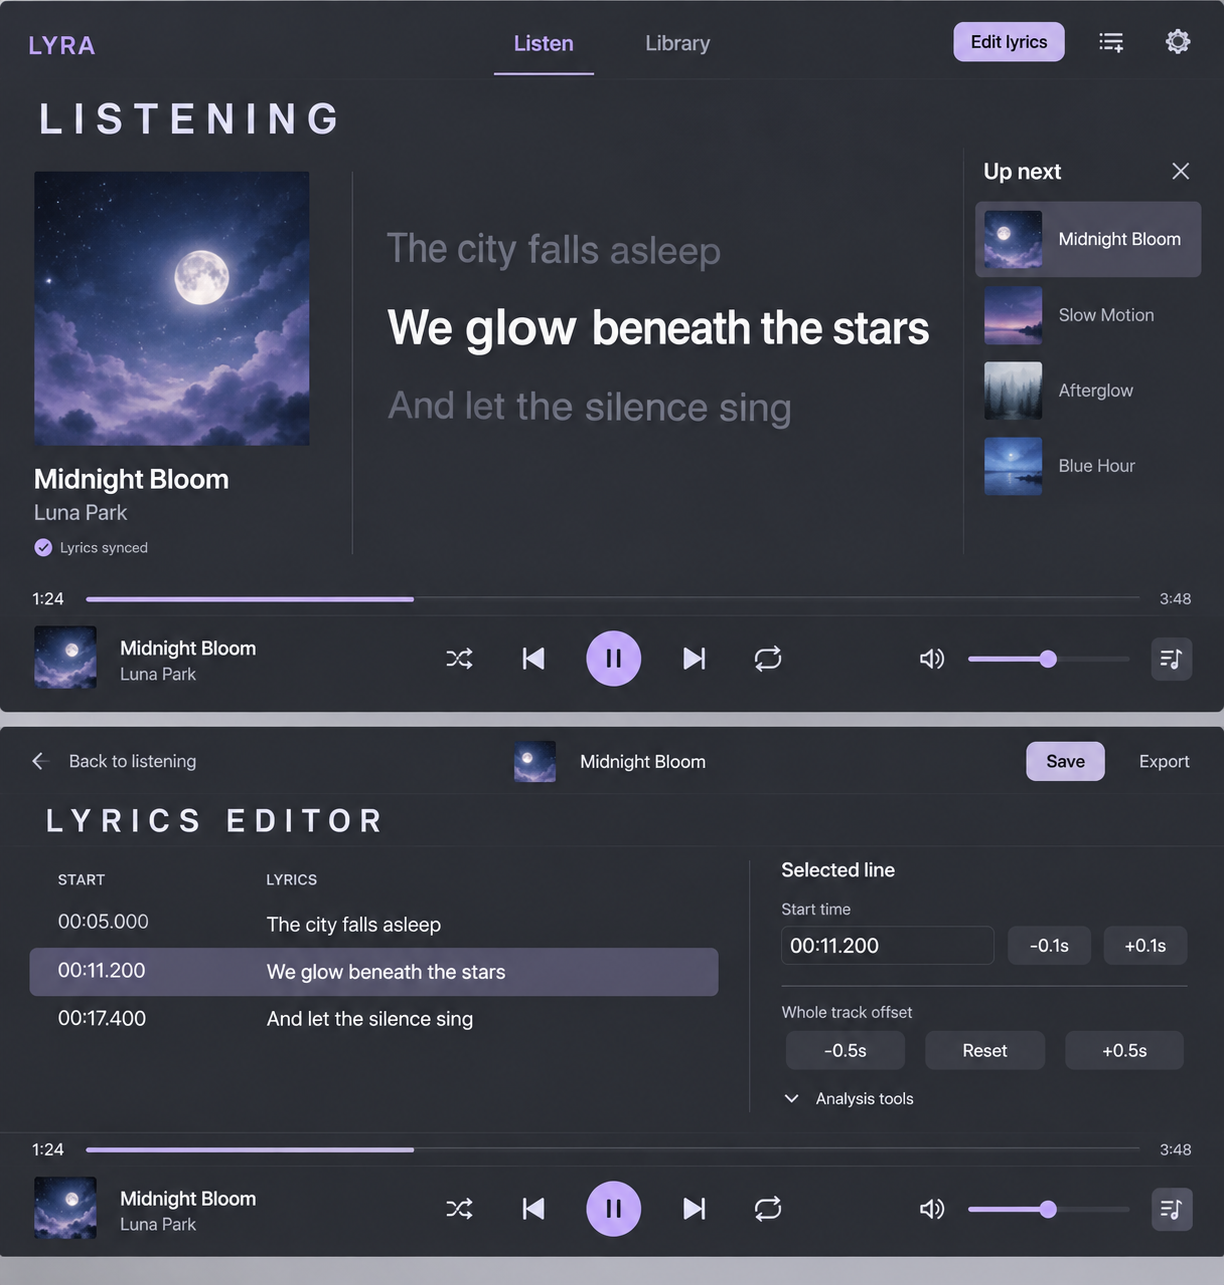 LYRA
Listen
Library
Edit lyrics
LISTENING
The city falls asleep
We glow beneath the stars
And let the silence sing
Midnight Bloom
Luna Park
Lyrics synced
Up next
Midnight Bloom
Slow Motion
Afterglow
Blue Hour
1:24
3:48
Midnight Bloom
Luna Park
Back to listening
Midnight Bloom
Save
Export
LYRICS EDITOR
START
LYRICS
00:05.000
The city falls asleep
00:11.200
We glow beneath the stars
00:17.400
And let the silence sing
Selected line
Start time
00:11.200
-0.1s
+0.1s
Whole track offset
-0.5s
Reset
+0.5s
Analysis tools
1:24
3:48
Midnight Bloom
Luna Park